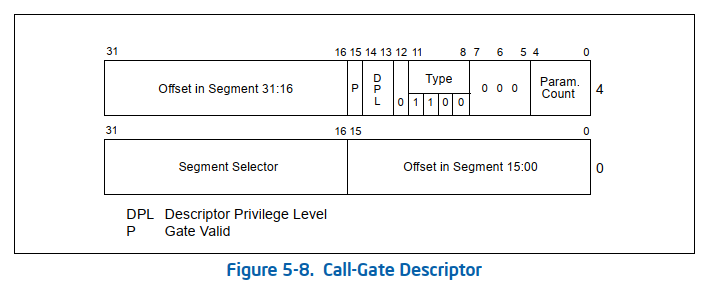 31 16 15 14 13 12 11 8 7 6 5 4 0
Offset in Segment 31:16 P DPL 0 Type 1 1 0 0 0 0 0 Param. Count 4
31 16 15 0
Segment Selector Offset in Segment 15:00 0
DPL Descriptor Privilege Level
P Gate Valid
Figure 5-8. Call-Gate Descriptor